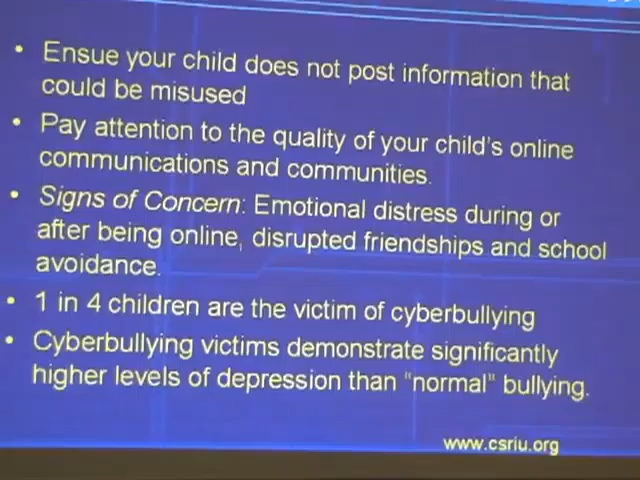 • Ensue your child does not post information that
could be misused
• Pay attention to the quality of your child's online
communications and communities.
• Signs of Concern: Emotional distress during or
after being online, disrupted friendships and school
avoidance.
• 1 in 4 children are the victim of cyberbullying
• Cyberbullying victims demonstrate significantly
higher levels of depression than "normal" bullying.
www.csriu.org